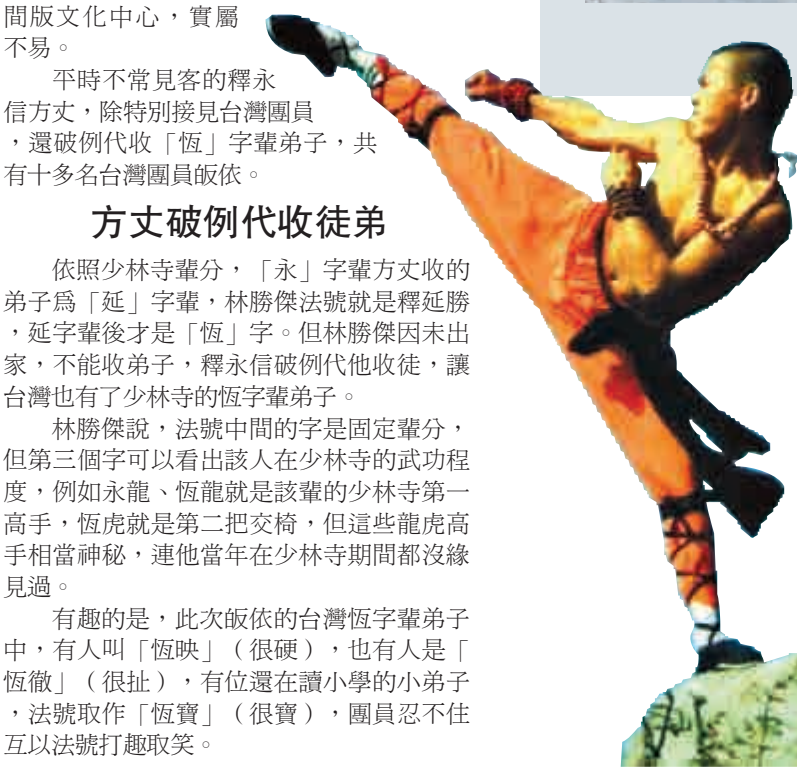 間版文化中心，實屬
不易。
平時不常見客的釋永
信方丈，除特別接見台灣團員
，還破例代收「恆」字輩弟子，共
有十多名台灣團員皈依。
方丈破例代收徒弟
依照少林寺輩分，「永」字輩方丈收的
弟子為「延」字輩，林勝傑法號就是釋延勝
，延字輩後才是「恆」字。但林勝傑因未出
家，不能收弟子，釋永信破例代他收徒，讓
台灣也有了少林寺的恆字輩弟子。
林勝傑說，法號中間的字是固定輩分，
但第三個字可以看出該人在少林寺的武功程
度，例如永龍、恆龍就是該輩的少林寺第一
高手，恆虎就是第二把交椅，但這些龍虎高
手相當神秘，連他當年在少林寺期間都沒緣
見過。
有趣的是，此次皈依的台灣恆字輩弟子
中，有人叫「恆映」（很硬），也有人是「
恆徹」（很扯），有位還在讀小學的小弟子
，法號取作「恆寶」（很寶），團員忍不住
互以法號打趣取笑。